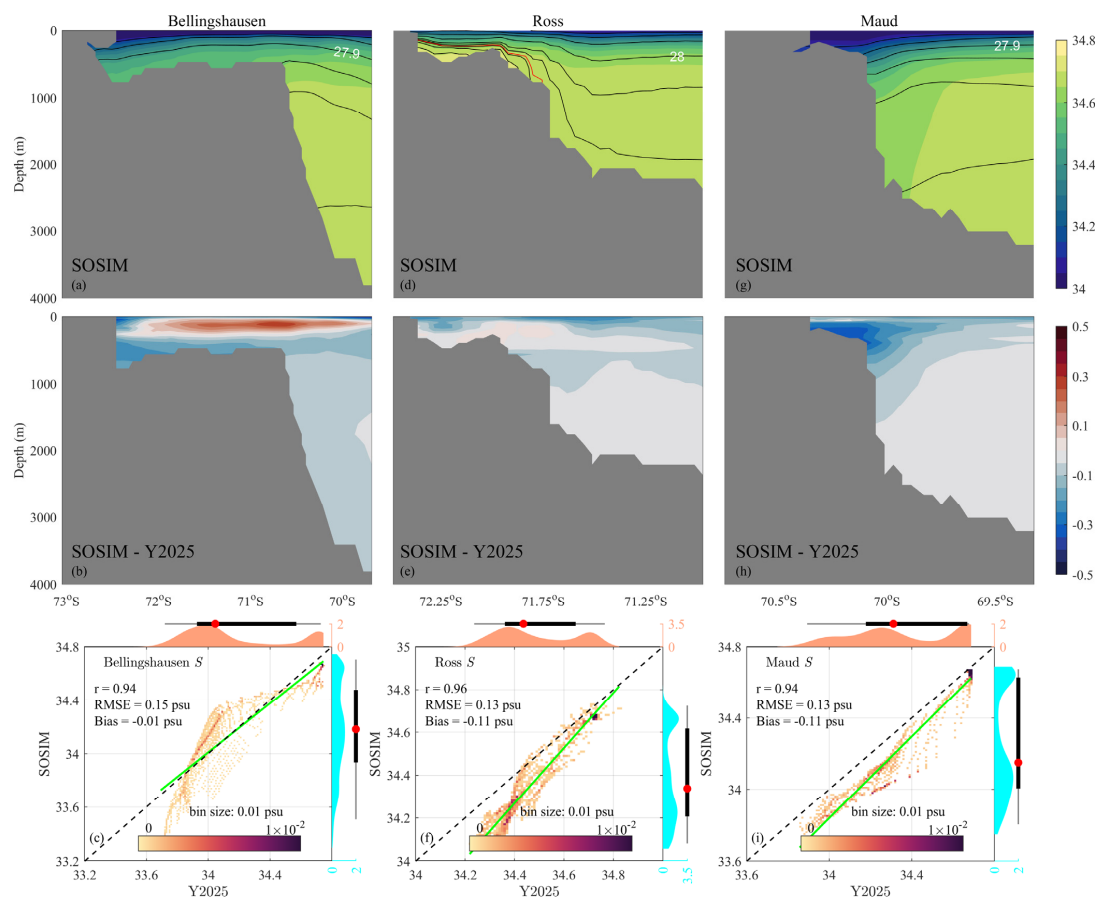 Bellingshausen
Ross
Maud
0
1000
2000
3000
4000
Depth (m)
27.9
SOSIM
(a)
28
SOSIM
(d)
27.9
SOSIM
(g)
34.8
34.6
34.4
34.2
34
0
1000
2000
3000
4000
Depth (m)
SOSIM - Y2025
(b)
SOSIM - Y2025
(e)
SOSIM - Y2025
(h)
0.5
0.3
0.1
-0.1
-0.3
-0.5
73°S
72°S
71°S
70°S
72.25°S
71.75°S
71.25°S
70.5°S
70°S
69.5°S
2
0
3.5
0
2
0
34.8
34.4
34
33.6
33.2
SOSIM
Bellingshausen S
r = 0.94
RMSE = 0.15 psu
Bias = -0.01 psu
bin size: 0.01 psu
0
1×10⁻²
(c)
33.2
33.6
34
34.4
Y2025
0
2
35
34.8
34.6
34.4
34.2
34
SOSIM
Ross S
r = 0.96
RMSE = 0.13 psu
Bias = -0.11 psu
bin size: 0.01 psu
0
1×10⁻²
(f)
34
34.2
34.4
34.6
34.8
Y2025
0
3.5
34.8
34.4
34
33.6
SOSIM
Maud S
r = 0.94
RMSE = 0.13 psu
Bias = -0.11 psu
bin size: 0.01 psu
0
1×10⁻²
(i)
33.6
34
34.4
Y2025
0
2